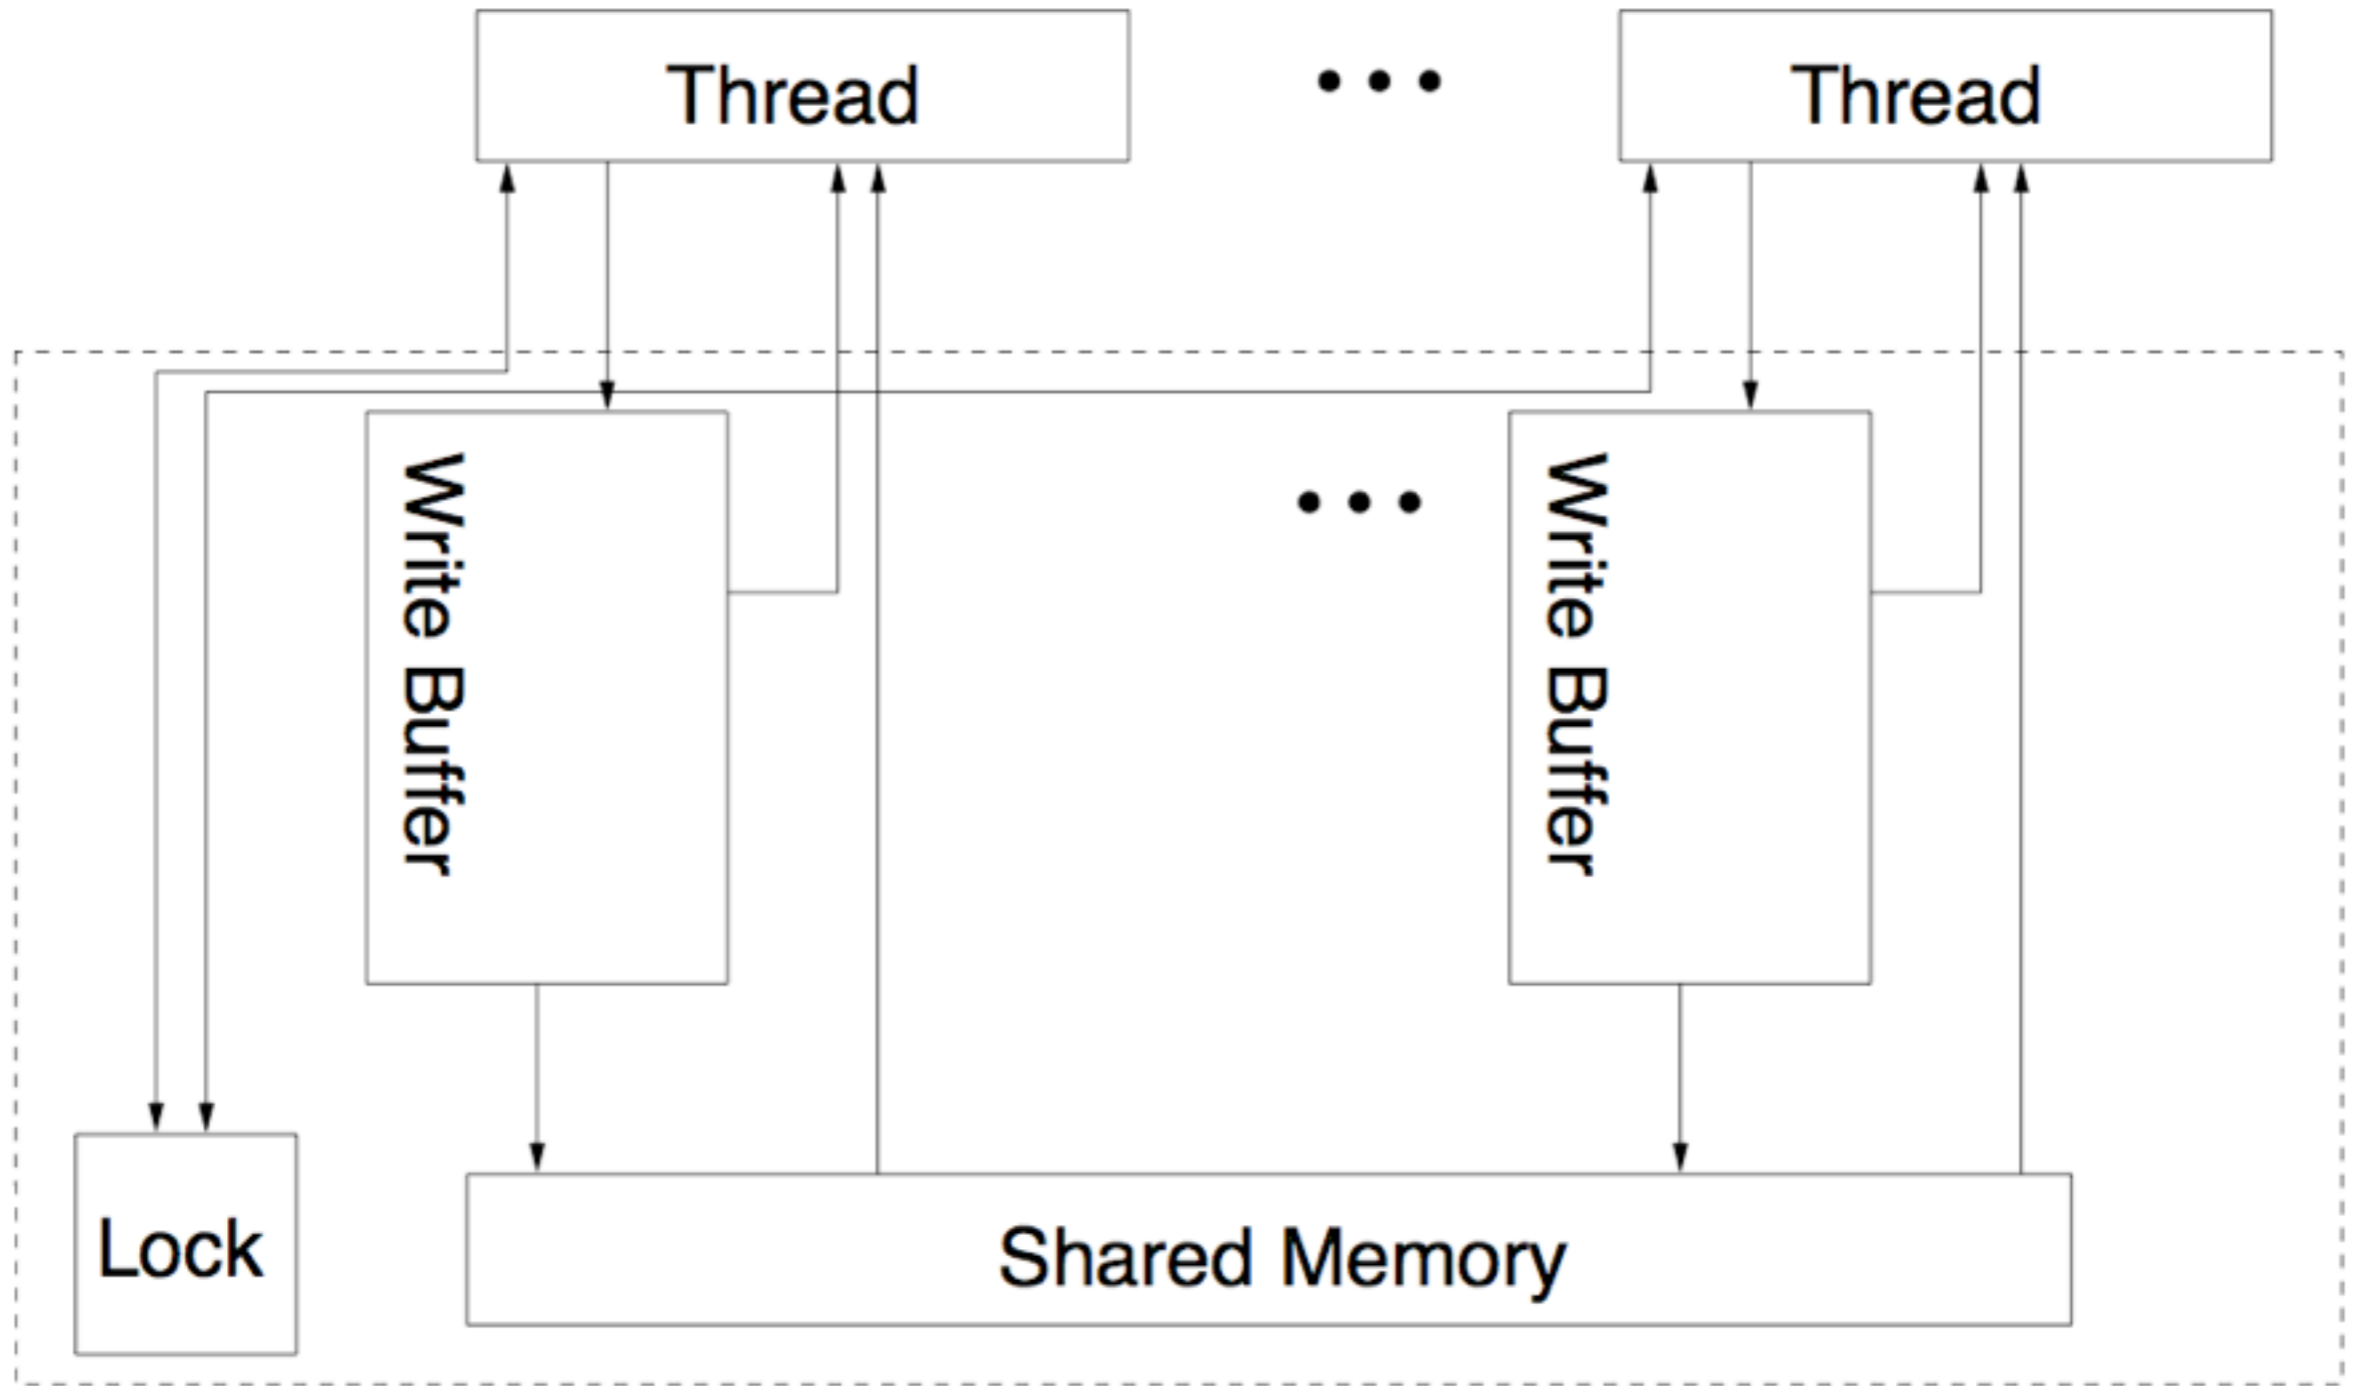 Thread
Thread
Write Buffer
Write Buffer
Lock
Shared Memory